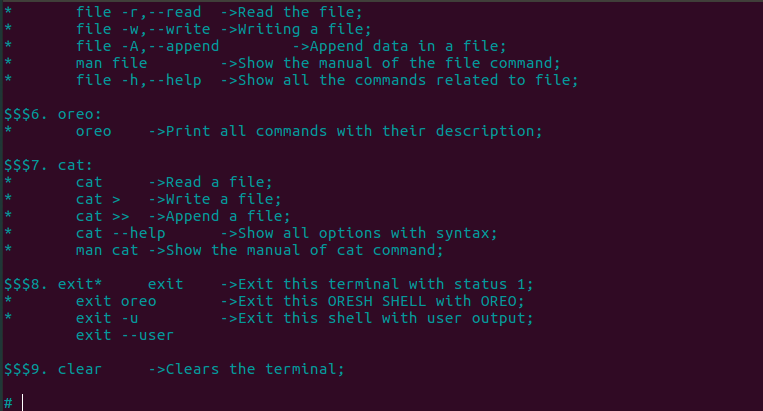 *       file -r,--read  ->Read the file;
*       file -w,--write ->Writing a file;
*       file -A,--append        ->Append data in a file;
*       man file        ->Show the manual of the file command;
*       file -h,--help  ->Show all the commands related to file;
$$$6. oreo:
*       oreo    ->Print all commands with their description;
$$$7. cat:
*       cat     ->Read a file;
*       cat >   ->Write a file;
*       cat >>  ->Append a file;
*       cat --help      ->Show all options with syntax;
*       man cat ->Show the manual of cat command;
$$$8. exit*     exit    ->Exit this terminal with status 1;
*       exit oreo       ->Exit this ORESH SHELL with OREO;
*       exit -u         ->Exit this shell with user output;
        exit --user
$$$9. clear     ->Clears the terminal;
#